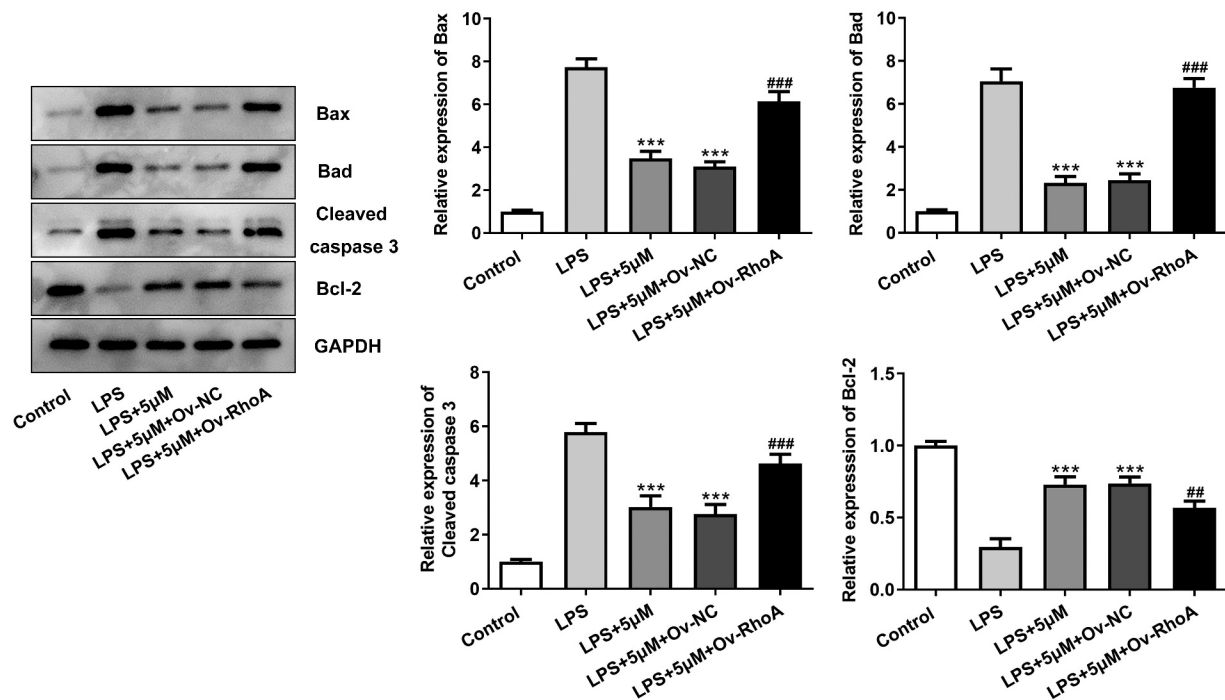 Bax
Bad
Cleaved
caspase 3
Bcl-2
GAPDH
Control
LPS
LPS+5μM
LPS+5μM+Ov-NC
LPS+5μM+Ov-RhoA
Relative expression of Bax
10
8
6
4
2
0
***
***
###
Control
LPS
LPS+5μM
LPS+5μM+Ov-NC
LPS+5μM+Ov-RhoA
Relative expression of Bad
10
8
6
4
2
0
***
***
###
Control
LPS
LPS+5μM
LPS+5μM+Ov-NC
LPS+5μM+Ov-RhoA
Relative expression of
Cleaved caspase 3
8
6
4
2
0
***
***
###
Control
LPS
LPS+5μM
LPS+5μM+Ov-NC
LPS+5μM+Ov-RhoA
Relative expresssion of Bcl-2
1.5
1.0
0.5
0.0
***
***
##
Control
LPS
LPS+5μM
LPS+5μM+Ov-NC
LPS+5μM+Ov-RhoA